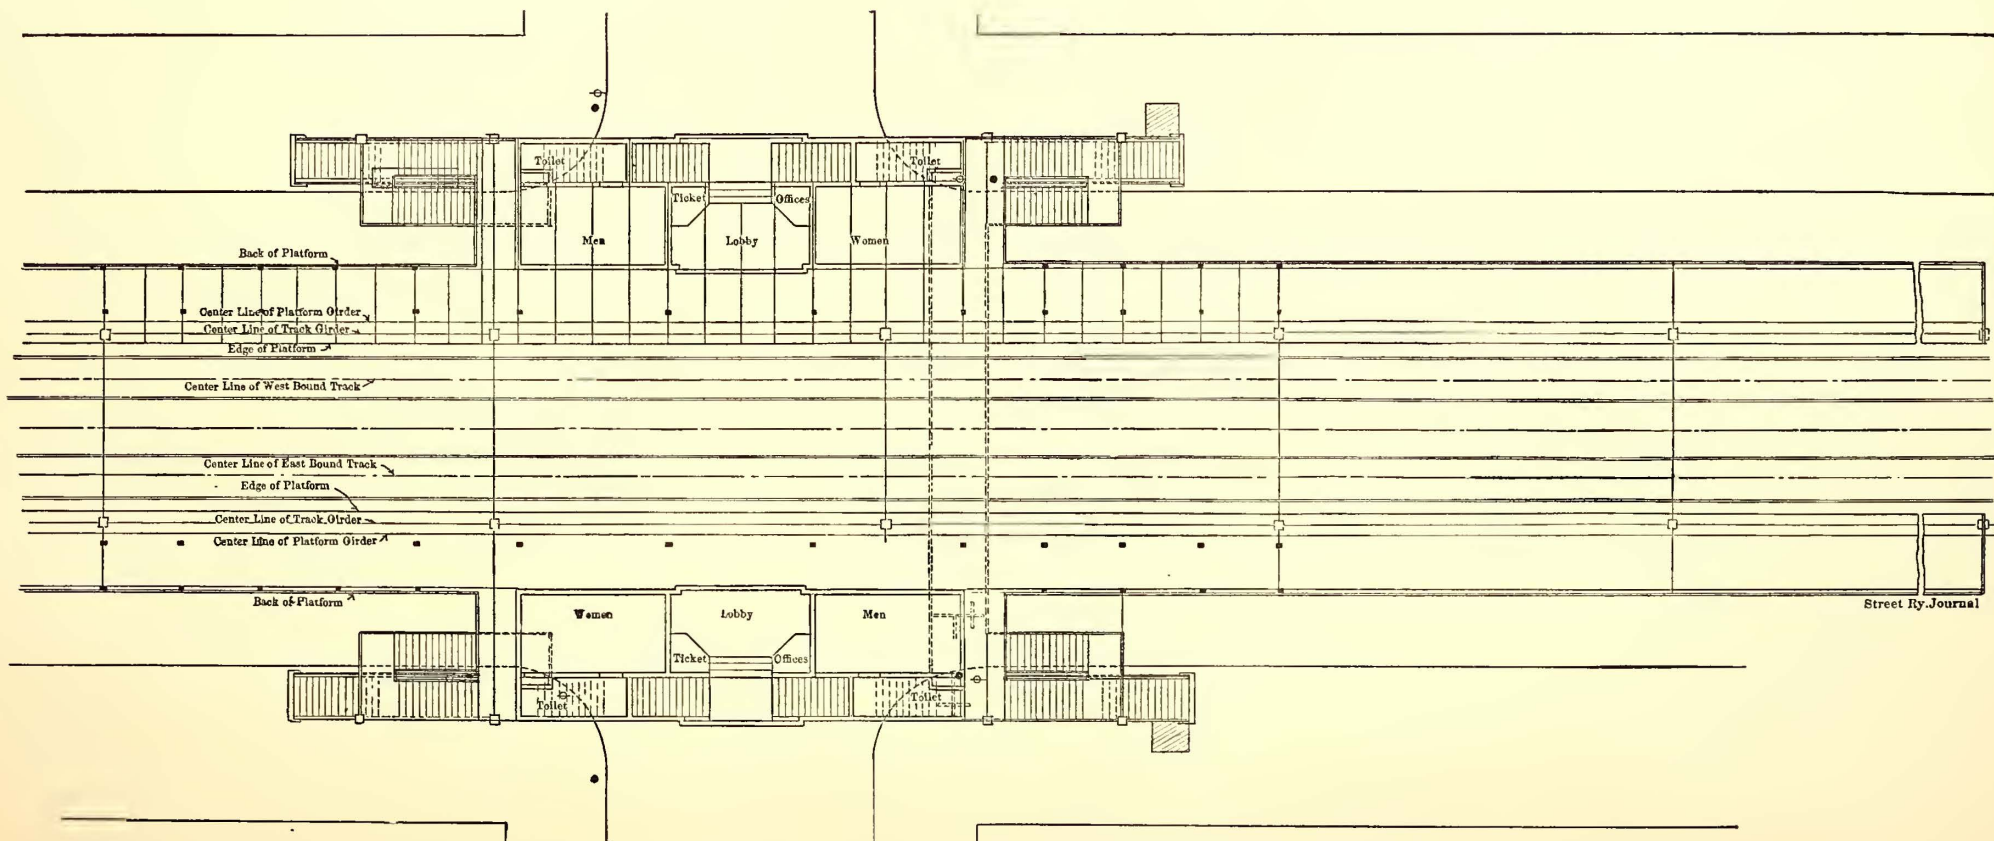 Toilet
Toilet
Ticket
Offices
Men
Lobby
Women
Back of Platform
Center Line of Platform Girder
Center Line of Track Girder
Edge of Platform
Center Line of West Bound Track
Center Line of East Bound Track
Edge of Platform
Center Line of Track Girder
Center Line of Platform Girder
Back of Platform
Street Ry. Journal
Women
Lobby
Men
Ticket
Offices
Toilet
Toilet